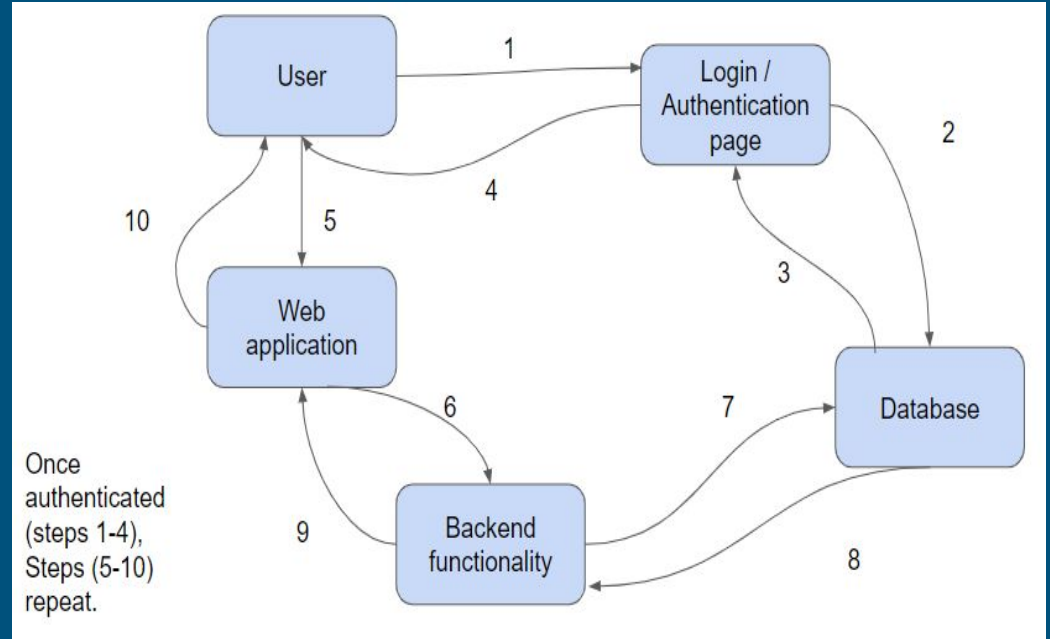 User
1
Login /
Authentication
page
2
4
3
10
5
Web
application
6
7
Database
Once
authenticated
(steps 1-4),
Steps (5-10)
repeat.
9
Backend
functionality
8